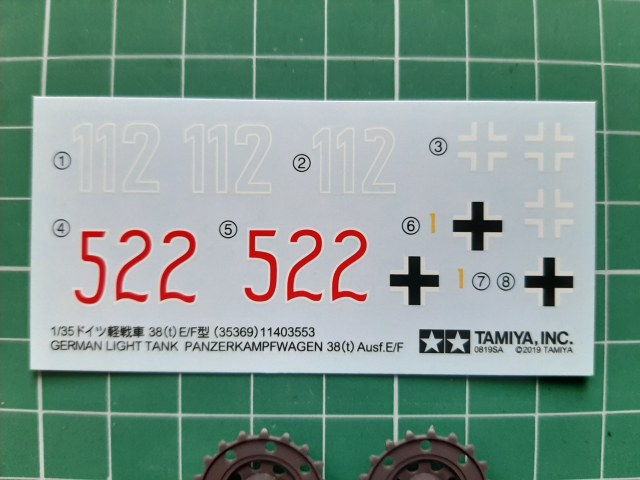 ① 112 112 ② 112 ③
④ 522 ⑤ 522 ⑥ 1
1 ⑦ ⑧
1/35ドイツ軽戦車 38(t)E/F型 (35369)11403553
GERMAN LIGHT TANK PANZERKAMPFWAGEN 38(t) Ausf.E/F
TAMIYA, INC.
0819SA ©2019 TAMIYA